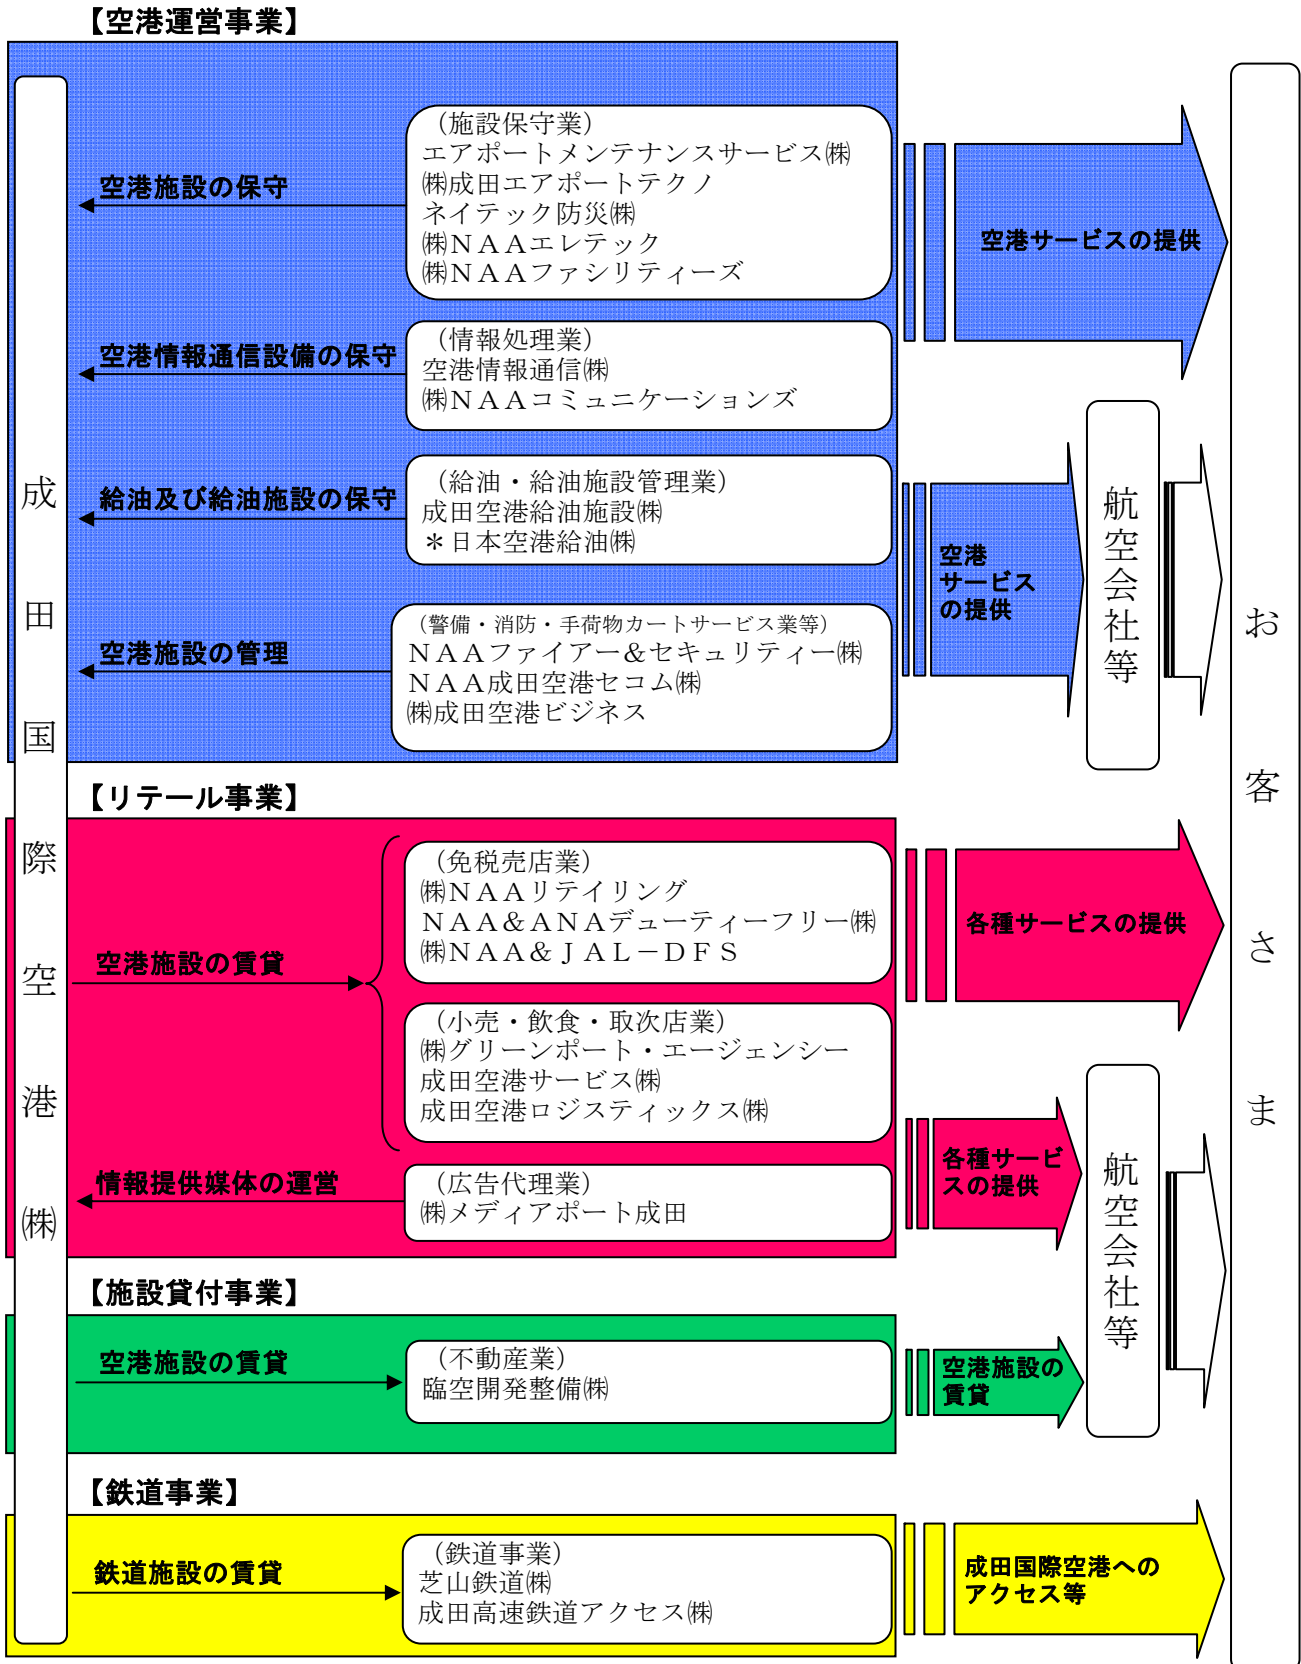 【空港運営事業】
（施設保守業）
エアポートメンテナンスサービス㈱
㈱成田エアポートテクノ
ネイテック防災㈱
㈱ＮＡＡエレテック
㈱ＮＡＡファシリティーズ
空港施設の保守
空港サービスの提供
（情報処理業）
空港情報通信㈱
㈱ＮＡＡコミュニケーションズ
空港情報通信設備の保守
（給油・給油施設管理業）
成田空港給油施設㈱
＊日本空港給油㈱
給油及び給油施設の保守
（警備・消防・手荷物カートサービス業等）
ＮＡＡファイアー＆セキュリティー㈱
ＮＡＡ成田空港セコム㈱
㈱成田空港ビジネス
空港施設の管理
空港
サービス
の提供
航空会社等
成田国際空港㈱
お客さま
【リテール事業】
（免税売店業）
㈱ＮＡＡリテイリング
ＮＡＡ＆ＡＮＡデューティーフリー㈱
㈱ＮＡＡ＆ＪＡＬ－ＤＦＳ
空港施設の賃貸
各種サービスの提供
（小売・飲食・取次店業）
㈱グリーンポート・エージェンシー
成田空港サービス㈱
成田空港ロジスティックス㈱
情報提供媒体の運営
（広告代理業）
㈱メディアポート成田
各種サービ
スの提供
航空会社等
【施設貸付事業】
空港施設の賃貸
（不動産業）
臨空開発整備㈱
空港施設の
賃貸
【鉄道事業】
鉄道施設の賃貸
（鉄道事業）
芝山鉄道㈱
成田高速鉄道アクセス㈱
成田国際空港への
アクセス等